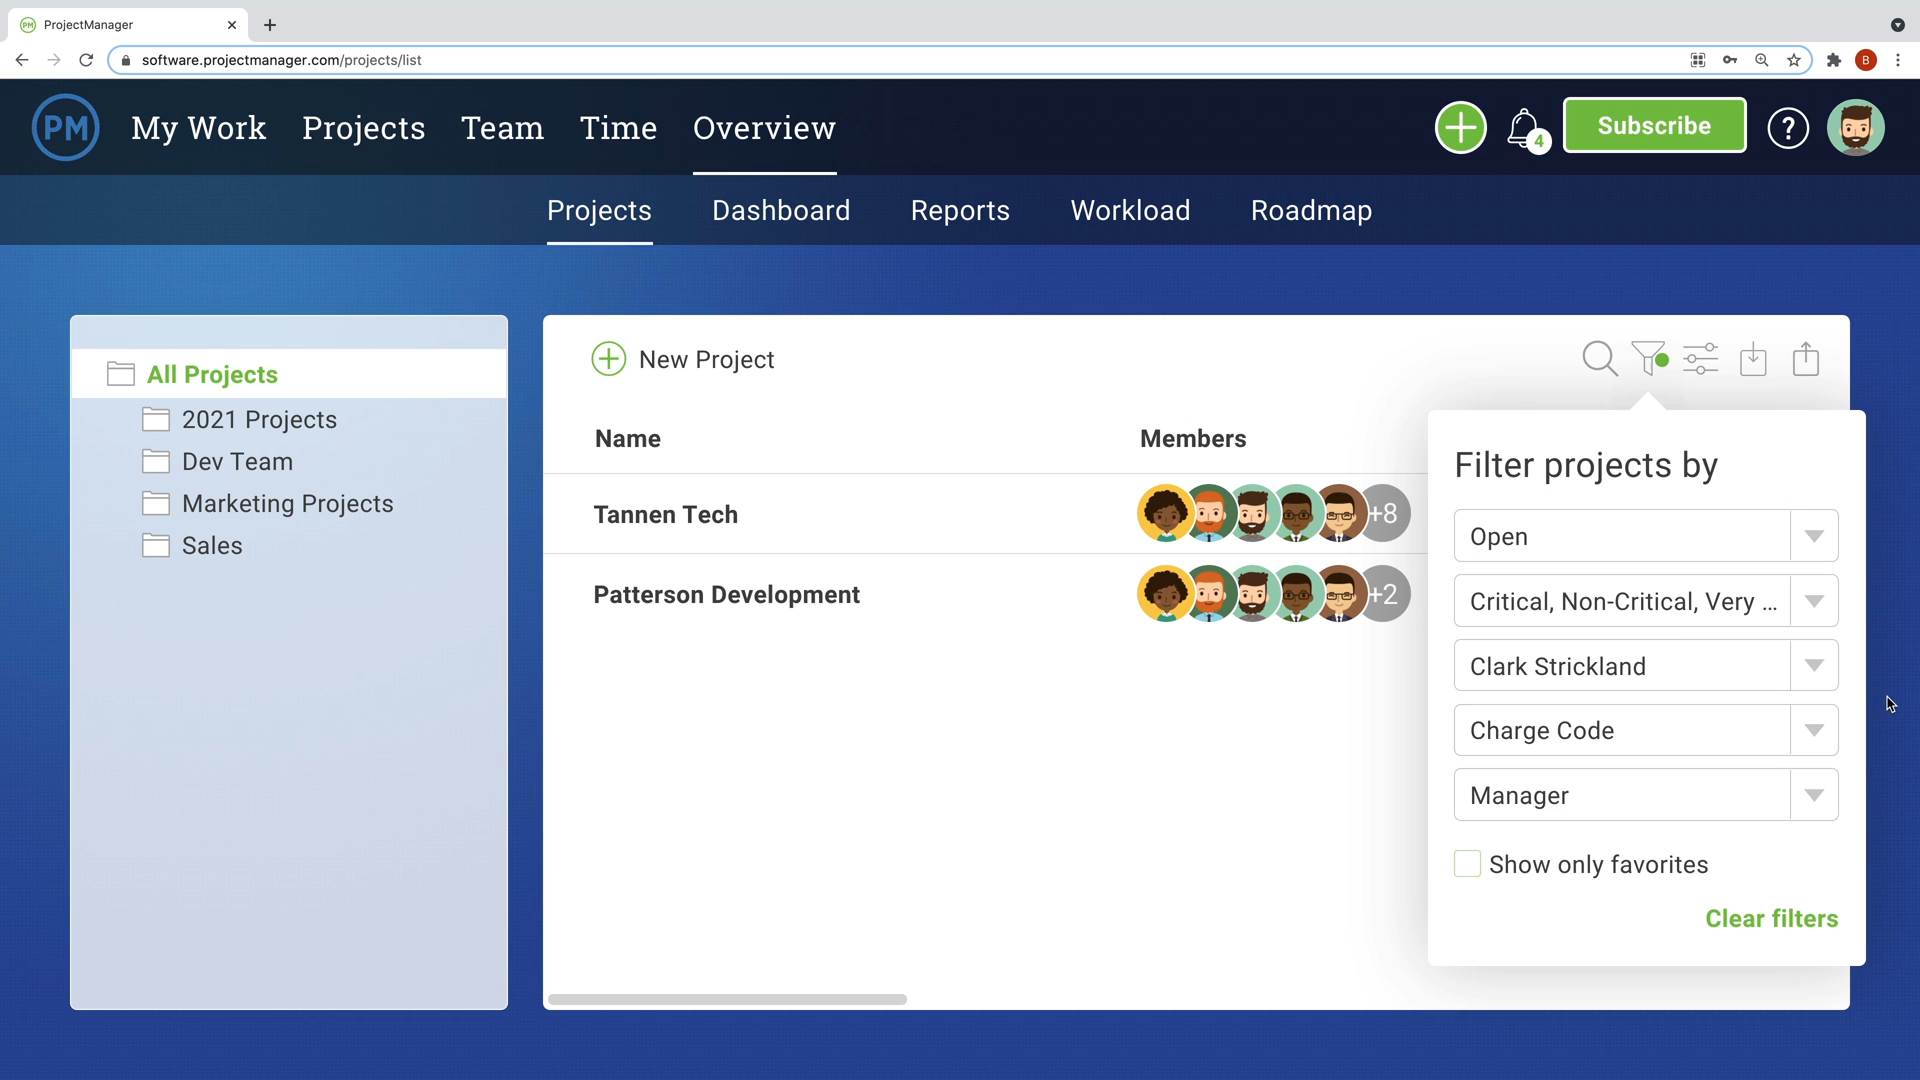 ProjectManager
software.projectmanager.com/projects/list
B
PM
My Work
Projects
Team
Time
Overview
4
Subscribe
?
Projects
Dashboard
Reports
Workload
Roadmap
All Projects
2021 Projects
Dev Team
Marketing Projects
Sales
New Project
Name
Members
Tannen Tech
+8
Patterson Development
+2
Filter projects by
Open
Critical, Non-Critical, Very ...
Clark Strickland
Charge Code
Manager
Show only favorites
Clear filters